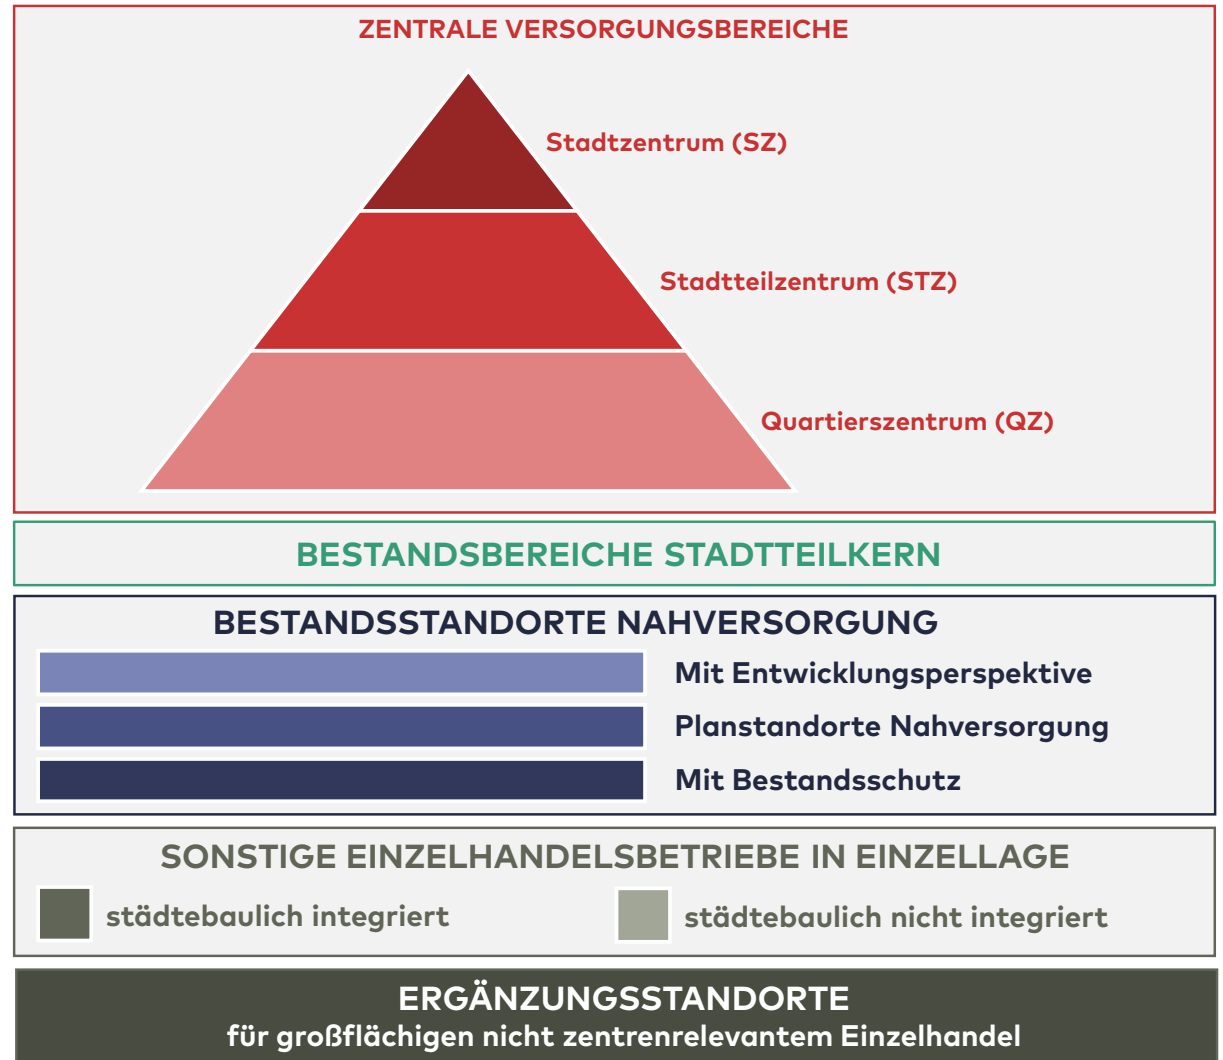 ZENTRALE VERSORGUNGSBEREICHE
Stadtzentrum (SZ)
Stadtteilzentrum (STZ)
Quartierszentrum (QZ)
BESTANDSBEREICHE STADTTEILKERN
BESTANDSSTANDORTE NAHVERSORGUNG
Mit Entwicklungsperspektive
Planstandorte Nahversorgung
Mit Bestandsschutz
SONSTIGE EINZELHANDELSBETRIEBE IN EINZELLAGE
städtebaulich integriert
städtebaulich nicht integriert
ERGÄNZUNGSSTANDORTE
für großflächigen nicht zentrenrelevantem Einzelhandel